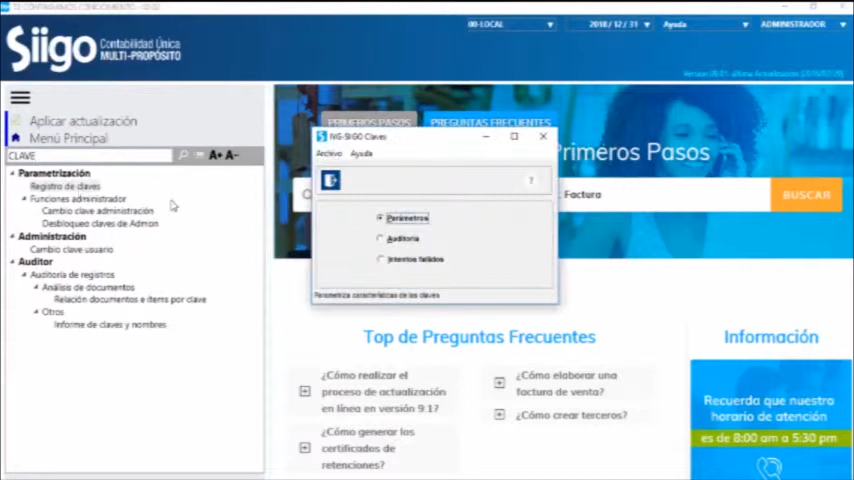 00-LOCAL
2018/12/31
Ayuda
ADMINISTRADOR
Siigo
Contabilidad Única
MULTI-PROPÓSITO
Aplicar actualización
Menú Principal
CLAVE
A+ A-
Parametrización
Registro de claves
Funciones administrador
Cambio clave administración
Desbloqueo claves de Admon
Administración
Cambio clave usuario
Auditor
Auditoría de registros
Análisis de documentos
Relación documentos e ítems por clave
Otros
Informe de claves y nombres
PRIMEROS PASOS
PREGUNTAS FRECUENTES
Primeros Pasos
Factura
BUSCAR
SIIGO Claves
Archivo Ayuda
?
Parámetros
Auditoría
Intentos fallidos
Parametriza características de las claves
Top de Preguntas Frecuentes
¿Cómo realizar el
proceso de actualización
en línea en versión 9.1?
¿Cómo generar los
certificados de
retenciones?
¿Cómo elaborar una
factura de venta?
¿Cómo crear terceros?
Información
Recuerda que nuestro
horario de atención
es de 8:00 am a 5:30 pm